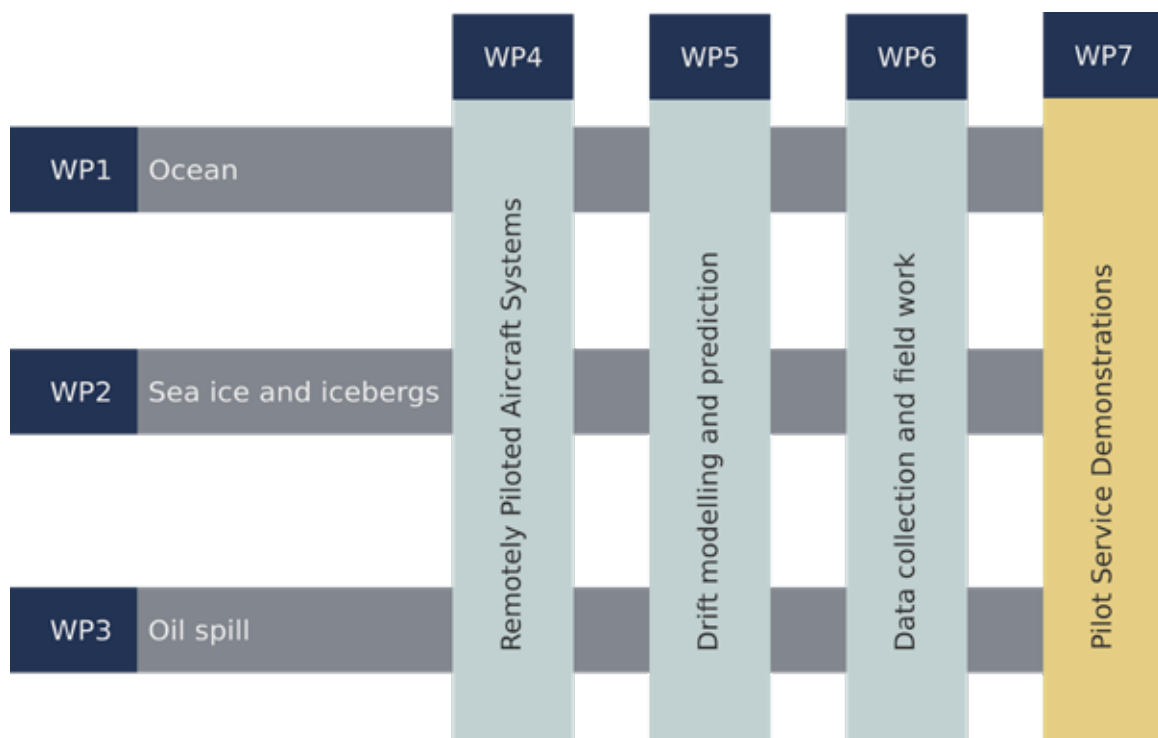 WP4
WP5
WP6
WP7
WP1
Ocean
WP2
Sea ice and icebergs
WP3
Oil spill
Remotely Piloted Aircraft Systems
Drift modelling and prediction
Data collection and field work
Pilot Service Demonstrations